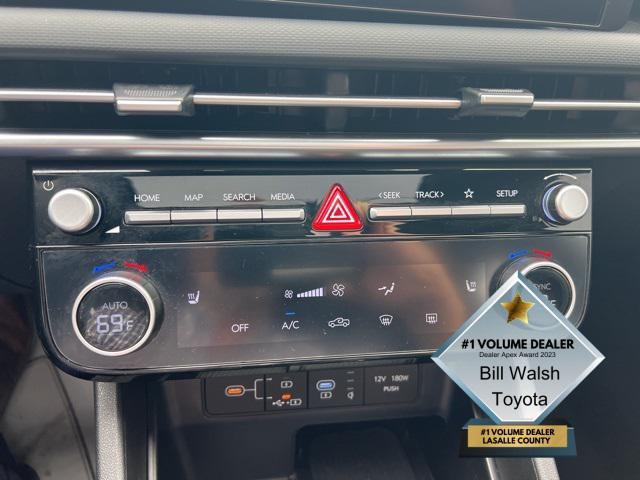 HOME MAP SEARCH MEDIA <SEEK TRACK> ☆ SETUP
AUTO
69°F
SYNC
°F
OFF A/C
12V 180W
PUSH
#1 VOLUME DEALER
Dealer Apex Award 2023
Bill Walsh
Toyota
#1 VOLUME DEALER
LASALLE COUNTY